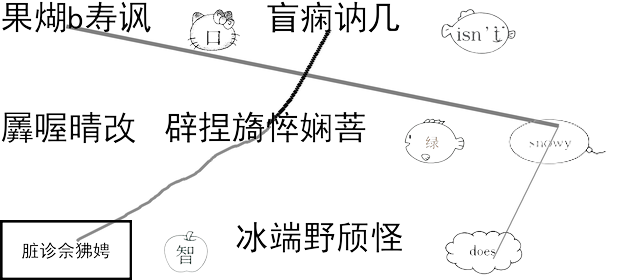 果煳b寿讽
口
盲痫讷几
isn't
羼喔晴改
辟捏旖悴娴菩
绿
snowy
脏诊佘狒娉
智
冰端野颀怪
does